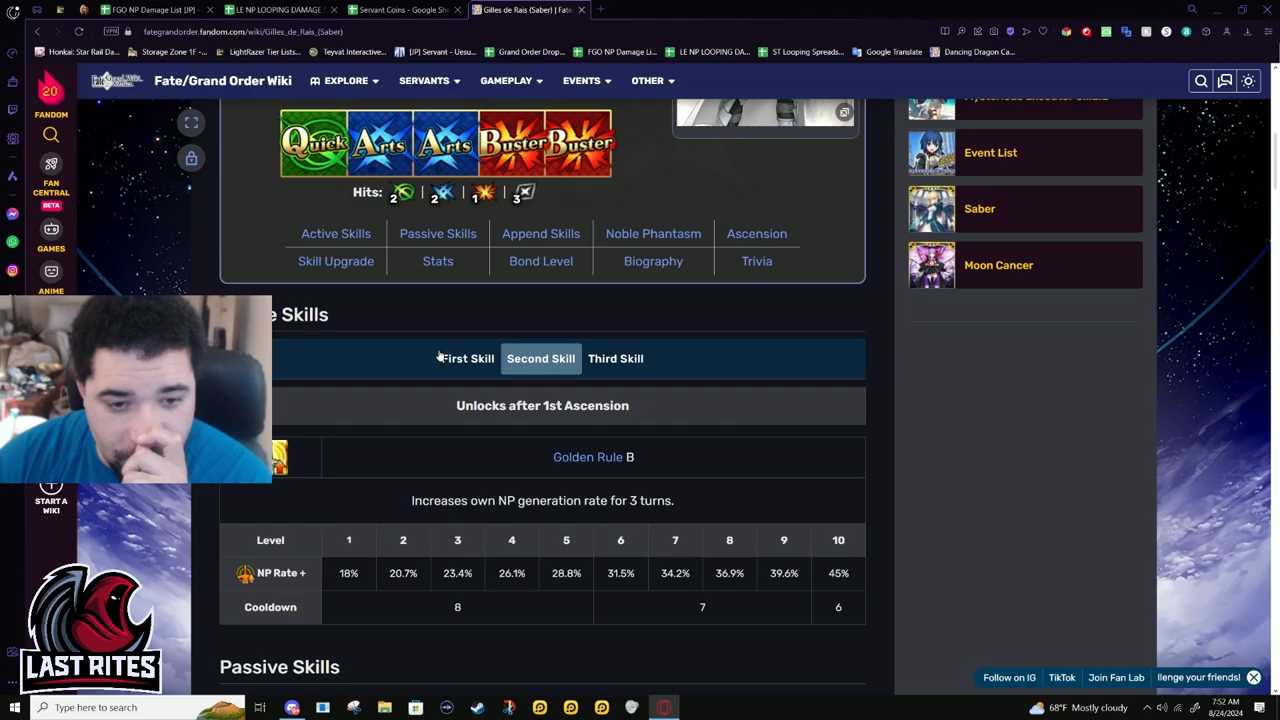 FGO NP Damage List [JP] - ×
LE NP LOOPING DAMAGE ×
Servant Coins - Google She ×
Gilles de Rais (Saber) | Fate ×
+
VPN
fategrandorder.fandom.com/wiki/Gilles_de_Rais_(Saber)
Honkai: Star Rail Da...
Storage Zone 1F -...
LightRazer Tier Lists...
Teyvat Interactive...
[JP] Servant - Uesu...
Grand Order Drop...
FGO NP Damage Li...
LE NP LOOPING DA...
ST Looping Spreads...
Google Translate
Dancing Dragon Ca...
20
FANDOM
FAN CENTRAL
BETA
GAMES
ANIME
START A WIKI
Fate/Grand Order Wiki
EXPLORE
SERVANTS
GAMEPLAY
EVENTS
OTHER
Quick Arts Arts Buster Buster
Hits: 2 | 2 | 1 | 3
Active Skills Passive Skills Append Skills Noble Phantasm Ascension
Skill Upgrade Stats Bond Level Biography Trivia
Event List
Saber
Moon Cancer
e Skills
First Skill Second Skill Third Skill
Unlocks after 1st Ascension
Golden Rule B
Increases own NP generation rate for 3 turns.
Level 1 2 3 4 5 6 7 8 9 10
NP Rate + 18% 20.7% 23.4% 26.1% 28.8% 31.5% 34.2% 36.9% 39.6% 45%
Cooldown 8 7 6
Passive Skills
LAST RITES
Follow on IG TikTok Join Fan Lab llenge your friends!
Type here to search
68°F Mostly cloudy
7:52 AM
8/24/2024